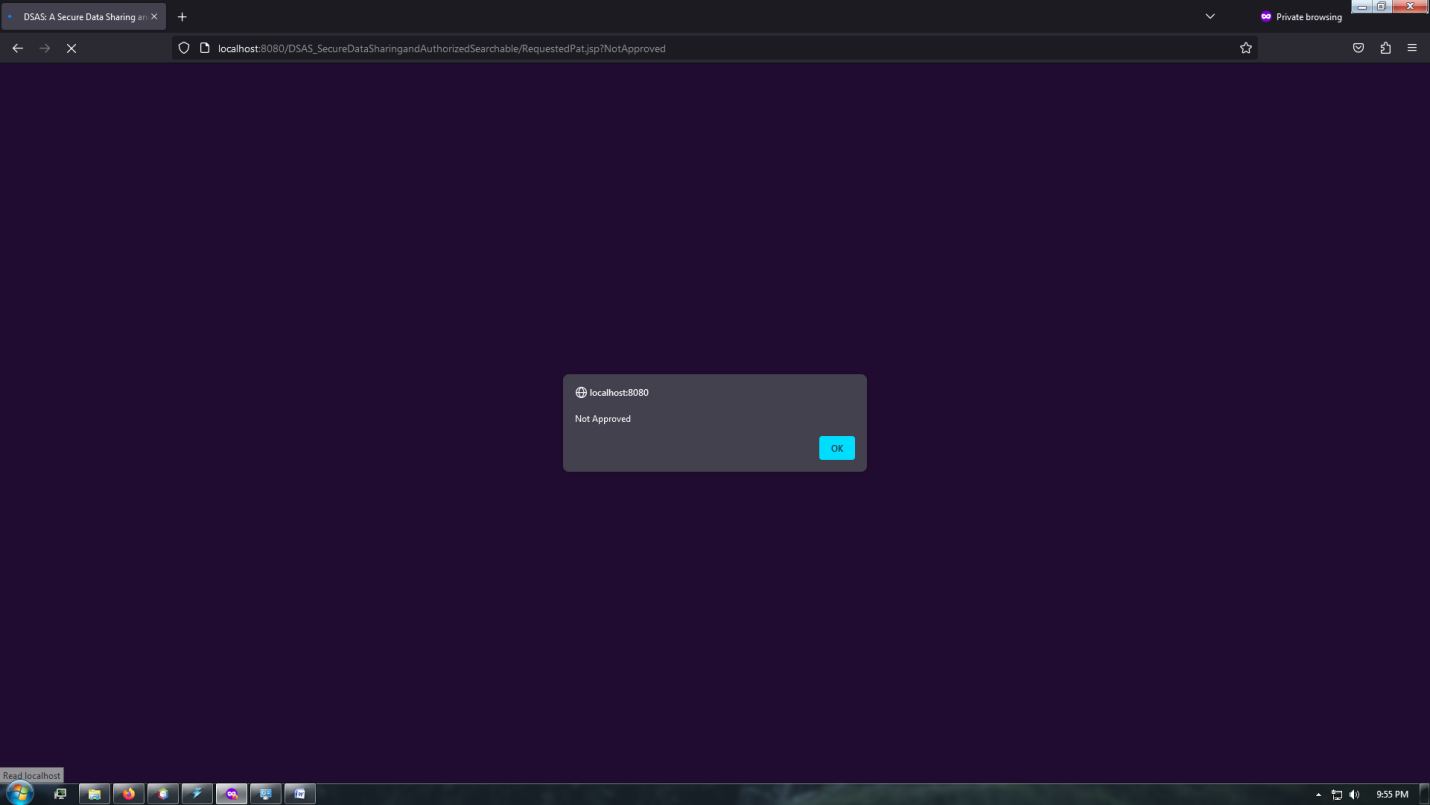 DSAS: A Secure Data Sharing an
Private browsing
localhost:8080/DSAS_SecureDataSharingandAuthorizedSearchable/RequestedPat.jsp?NotApproved
localhost:8080
Not Approved
OK
Read localhost
9:55 PM